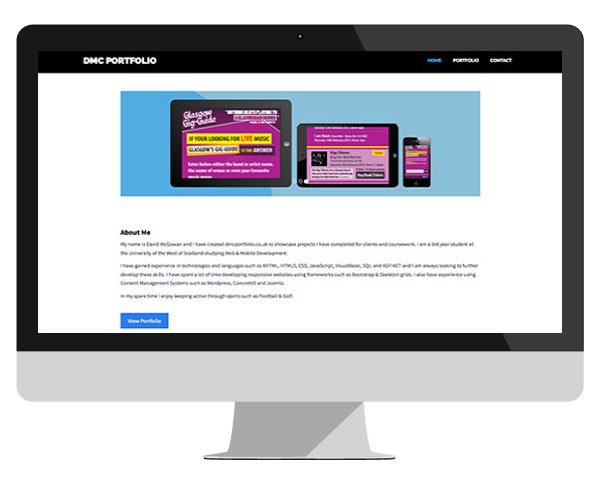 DMC PORTFOLIO
HOME PORTFOLIO CONTACT
Glasgow
Gig-Guide
IF YOUR LOOKING FOR LIVE MUSIC
GLASGOW'S GIG-GUIDE IS THE ANSWER
Enter below either the band or artist name,
the name of venue or even your favourite
About Me
My name is David McGowan and I have created dmcportfolio.co.uk to showcase projects I have completed for clients and coursework. I am a 3rd year student at
the University of the West of Scotland studying Web & Mobile Development.
I have gained experience in technologies and languages such as XHTML, HTML5, CSS, JavaScript, VisualBasic, SQL and ASP.NET and I am always looking to further
develop these skills. I have spent a lot of time developing responsive websites using frameworks such as Bootstrap & Skeleton grids. I also have experience using
Content Management Systems such as Wordpress, Concrete5 and Joomla.
In my spare time I enjoy keeping active through sports such as Football & Golf.
View Portfolio